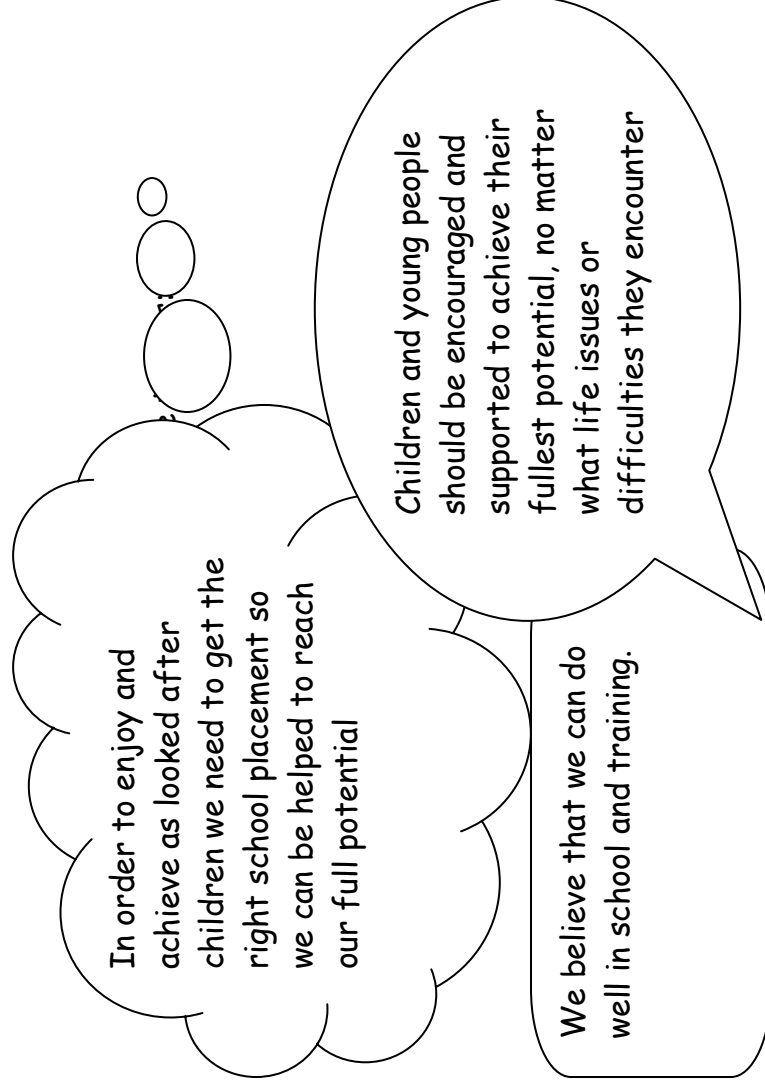 In order to enjoy and
achieve as looked after
children we need to get the
right school placement so
we can be helped to reach
our full potential
Children and young people
should be encouraged and
supported to achieve their
fullest potential, no matter
what life issues or
difficulties they encounter
We believe that we can do
well in school and training.